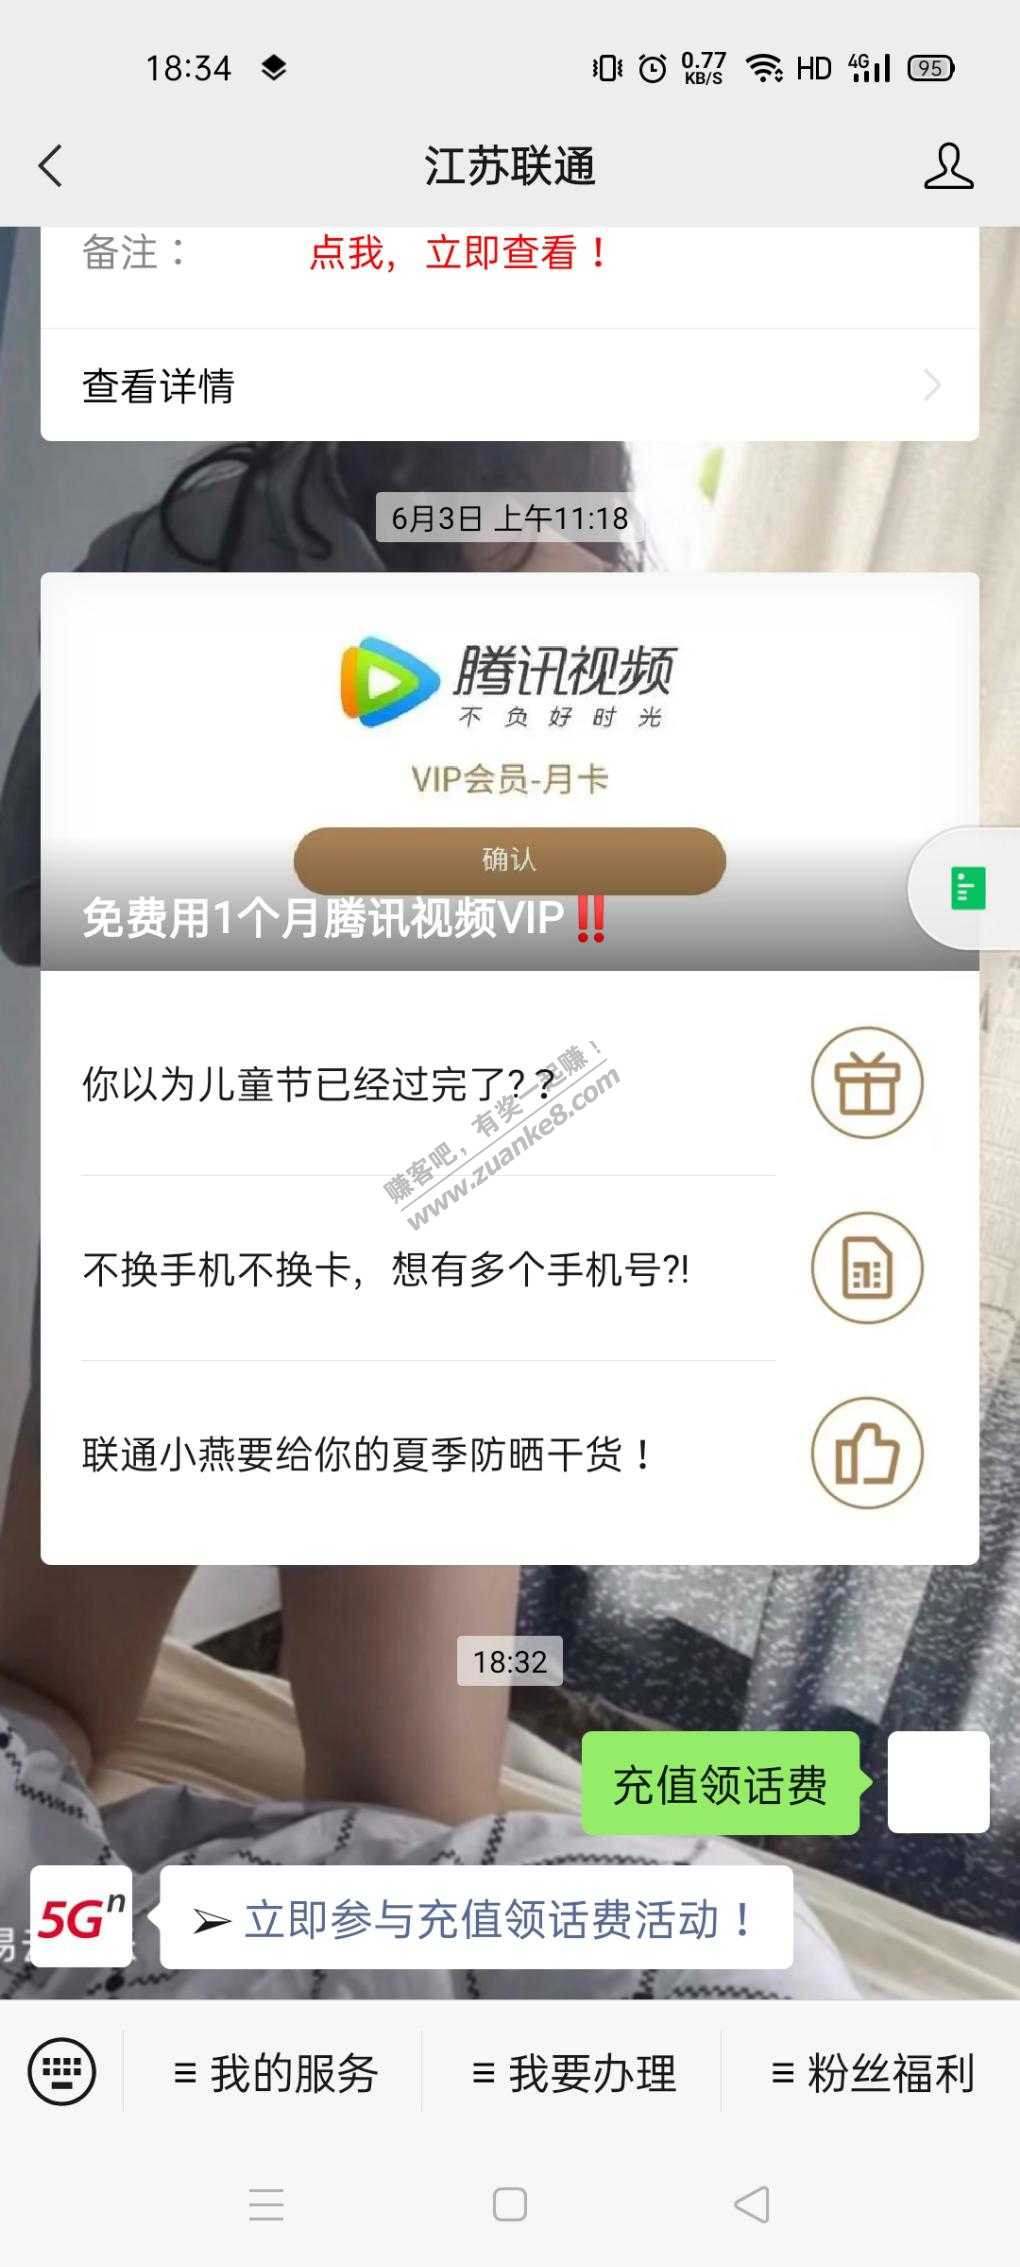 18:34
0.77 KB/S
HD
4G
95
江苏联通
备注：
点我，立即查看！
查看详情
6月3日 上午11:18
腾讯视频
不负好时光
VIP会员-月卡
确认
免费用1个月腾讯视频VIP‼
你以为儿童节已经过完了?？
赚客吧，有奖一起赚！
www.zuanke8.com
不换手机不换卡，想有多个手机号?!
联通小燕要给你的夏季防晒干货！
18:32
充值领话费
5Gⁿ
➢ 立即参与充值领话费活动！
我的服务
我要办理
粉丝福利